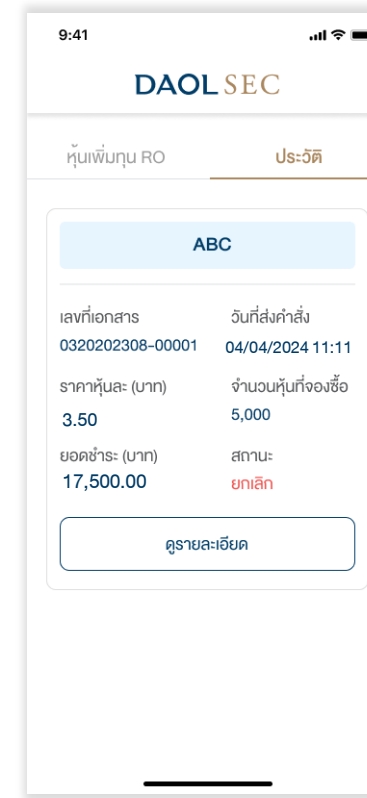 9:41
DAOL SEC
หุ้นเพิ่มทุน RO
ประวัติ
ABC
เลขที่เอกสาร
วันที่ส่งคำสั่ง
0320202308-00001
04/04/2024 11:11
ราคาหุ้นละ (บาท)
จำนวนหุ้นที่จองซื้อ
3.50
5,000
ยอดชำระ (บาท)
สถานะ
17,500.00
ยกเลิก
ดูรายละเอียด